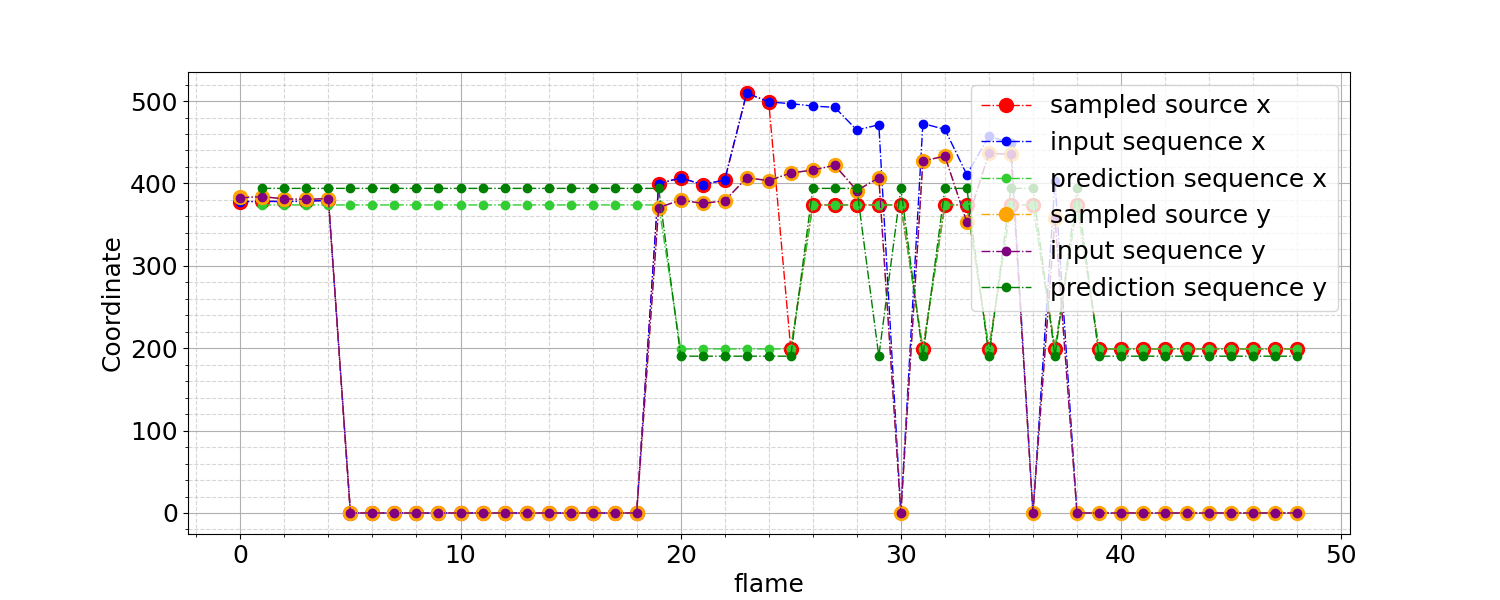 Coordinate
500
400
300
200
100
0
0 10 20 30 40 50
flame
sampled source x
input sequence x
prediction sequence x
sampled source y
input sequence y
prediction sequence y